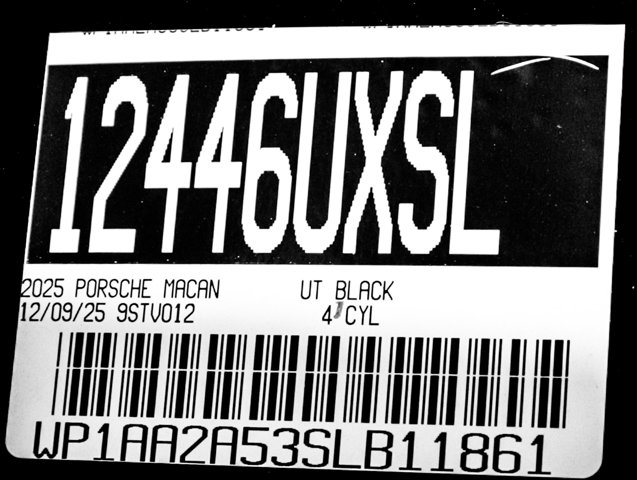 12446UXSL
2025 PORSCHE MACAN UT BLACK
12/09/25 9STV012 4 CYL
WP1AA2A53SLB11861